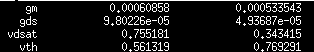 gm 0.00060858 0.000533543
gds 9.80226e-05 4.93687e-05
vdsat 0.755181 0.343415
vth 0.561319 0.769291